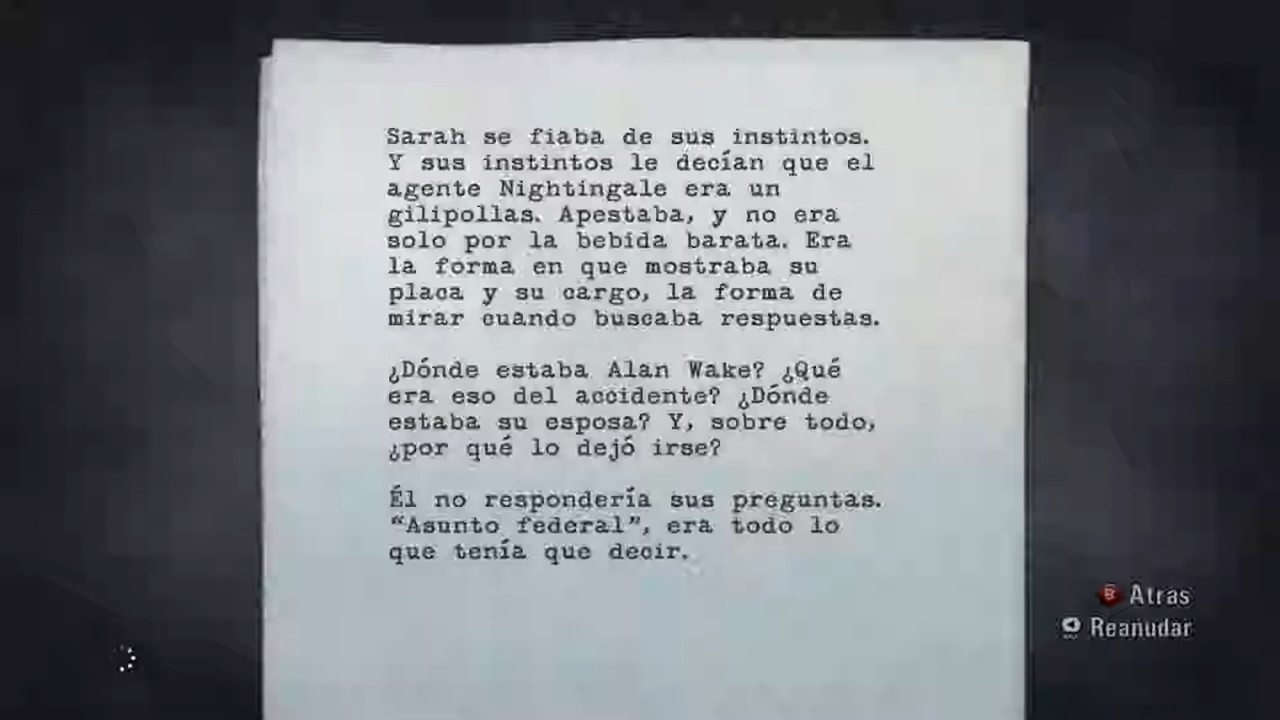 Sarah se fiaba de sus instintos.
Y sus instintos le decían que el
agente Nightingale era un
gilipollas. Apestaba, y no era
solo por la bebida barata. Era
la forma en que mostraba su
placa y su cargo, la forma de
mirar cuando buscaba respuestas.
¿Dónde estaba Alan Wake? ¿Qué
era eso del accidente? ¿Dónde
estaba su esposa? Y, sobre todo,
¿por qué lo dejó irse?
Él no respondería sus preguntas.
“Asunto federal”, era todo lo
que tenía que decir.
B Atras
Reanudar